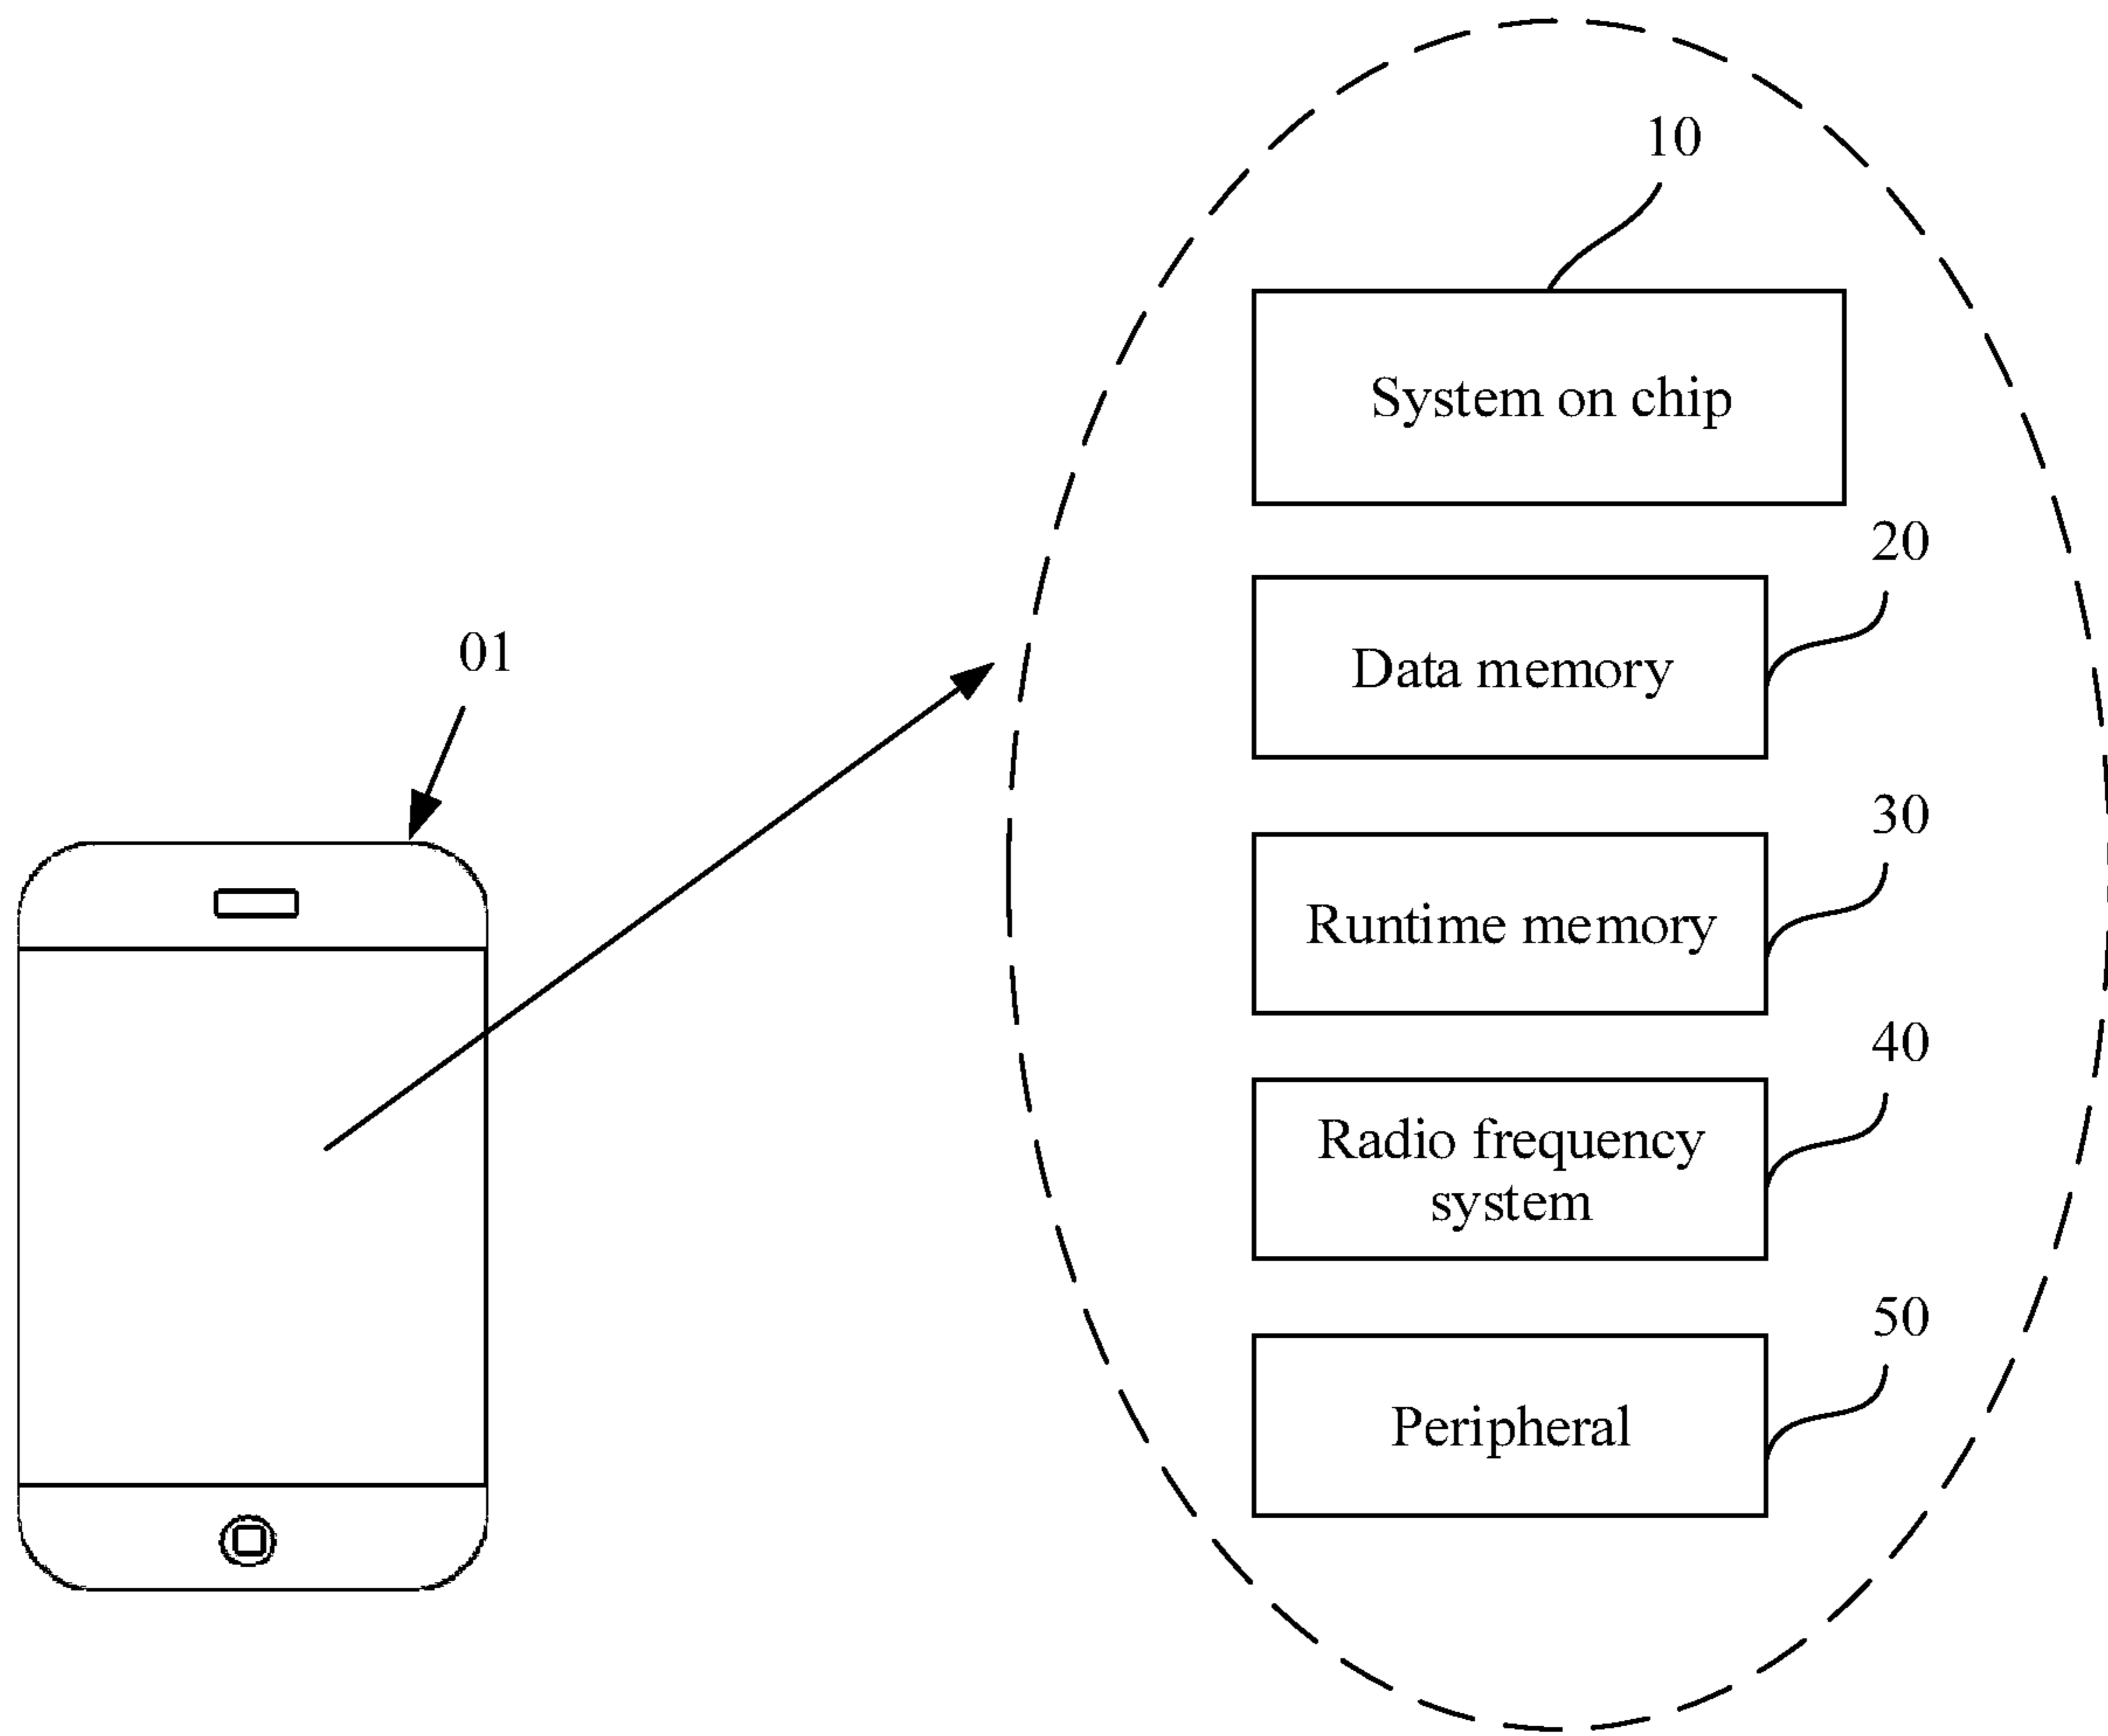 10
System on chip
20
Data memory
01
30
Runtime memory
40
Radio frequency
system
50
Peripheral